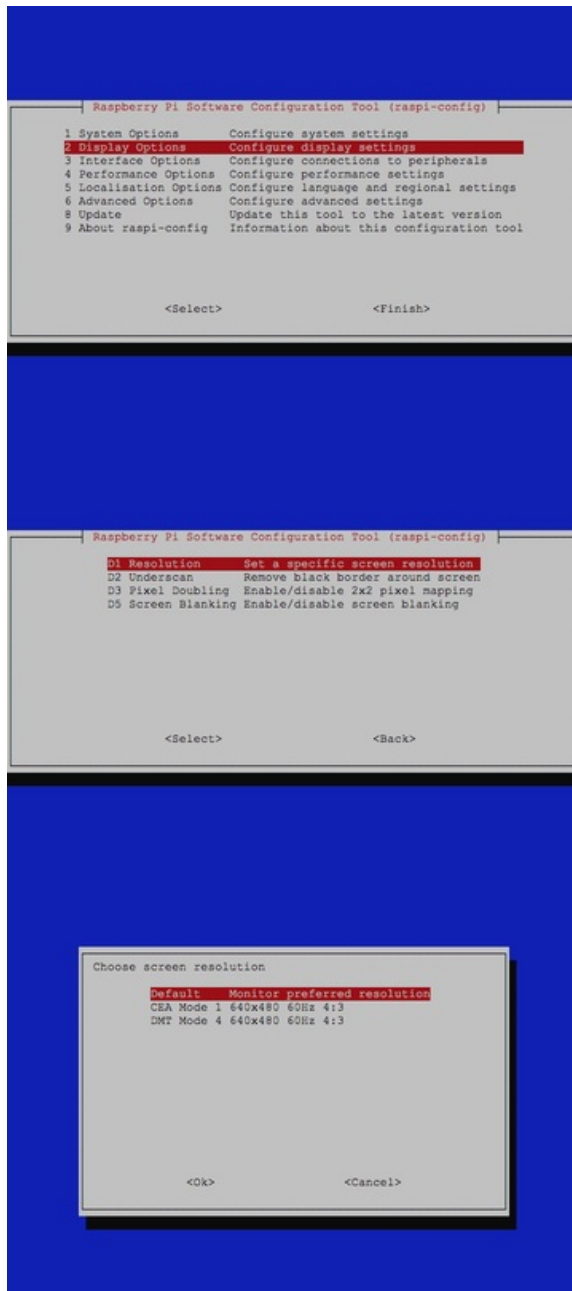 Raspberry Pi Software Configuration Tool (raspi-config)
1 System Options Configure system settings
2 Display Options Configure display settings
3 Interface Options Configure connections to peripherals
4 Performance Options Configure performance settings
5 Localisation Options Configure language and regional settings
6 Advanced Options Configure advanced settings
8 Update Update this tool to the latest version
9 About raspi-config Information about this configuration tool
<Select> <Finish>
Raspberry Pi Software Configuration Tool (raspi-config)
D1 Resolution Set a specific screen resolution
D2 Underscan Remove black border around screen
D3 Pixel Doubling Enable/disable 2x2 pixel mapping
D5 Screen Blanking Enable/disable screen blanking
<Select> <Back>
Choose screen resolution
Default Monitor preferred resolution
CEA Mode 1 640x480 60Hz 4:3
DMT Mode 4 640x480 60Hz 4:3
<Ok> <Cancel>